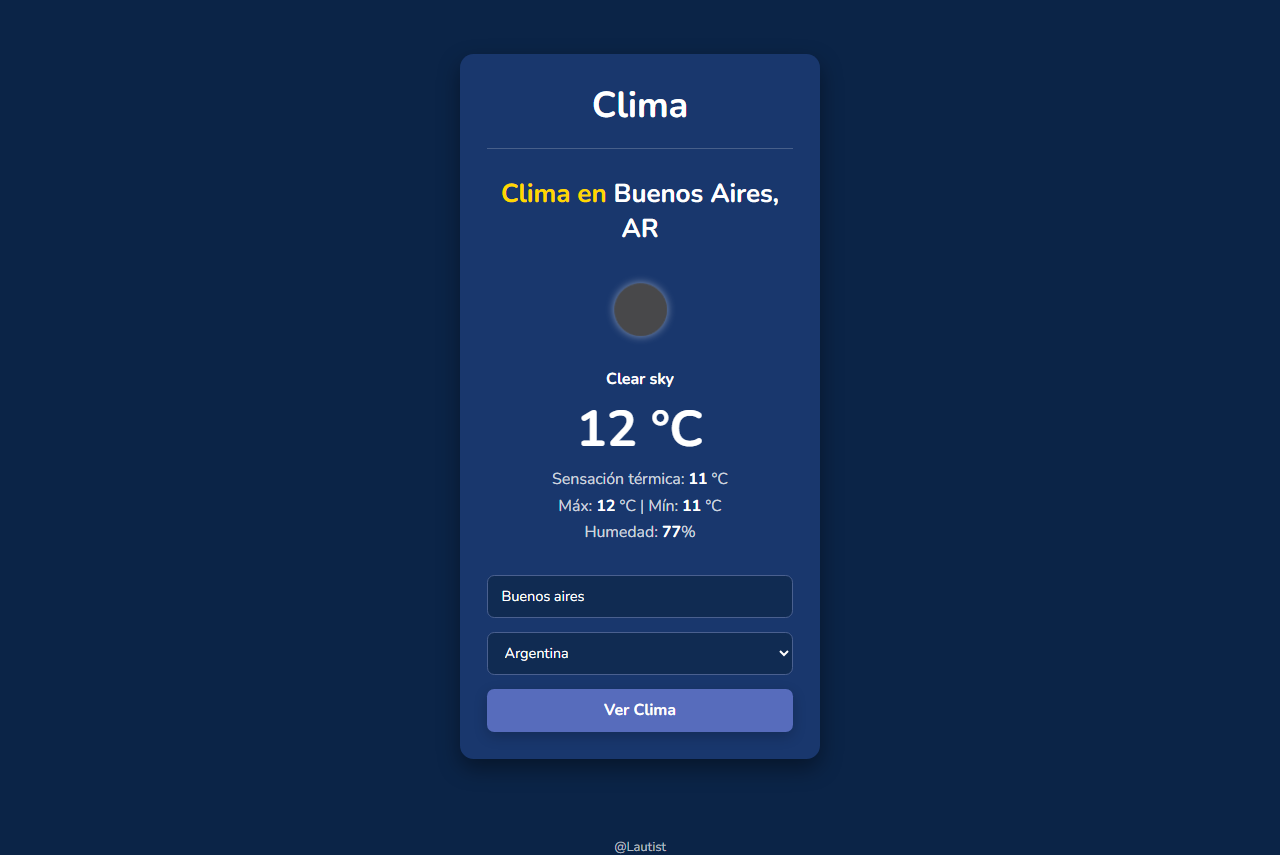 Clima
Clima en Buenos Aires,
AR
Clear sky
12 °C
Sensación térmica: 11 °C
Máx: 12 °C | Mín: 11 °C
Humedad: 77%
Buenos aires
Argentina
Ver Clima
@Lautist